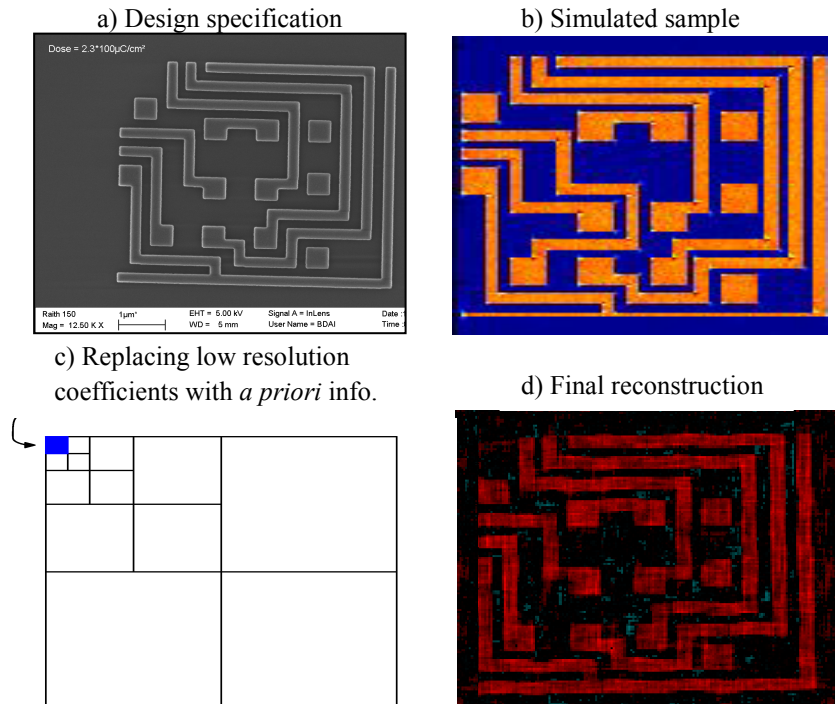 a) Design specification
Dose = 2.3*100µC/cm²
Raith 150
Mag = 12.50 K X
1µm*
EHT = 5.00 kV
WD = 5 mm
Signal A = InLens
User Name = BDAI
Date :
Time :
b) Simulated sample
c) Replacing low resolution
coefficients with a priori info.
d) Final reconstruction